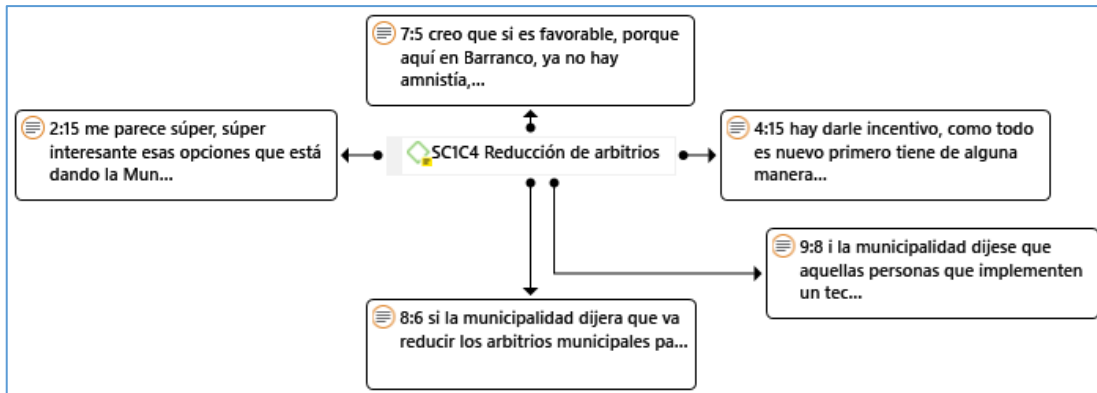 7:5 creo que si es favorable, porque
aquí en Barranco, ya no hay
amnistía,...
2:15 me parece súper, súper
interesante esas opciones que está
dando la Mun...
SC1C4 Reducción de arbitrios
4:15 hay darle incentivo, como todo
es nuevo primero tiene de alguna
manera...
9:8 i la municipalidad dijese que
aquellas personas que implementen
un tec...
8:6 si la municipalidad dijera que va
reducir los arbitrios municipales pa...